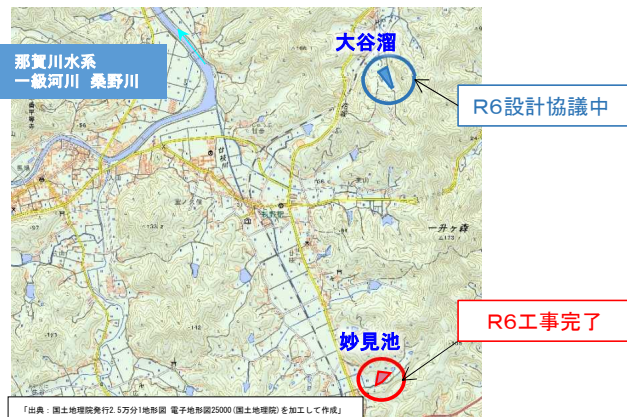 大谷溜
那賀川水系
一級河川 桑野川
R6設計協議中
一升ヶ森
R6工事完了
妙見池
「出典：国土地理院発行2.5万分1地形図 電子地形図25000(国土地理院)を加工して作成」